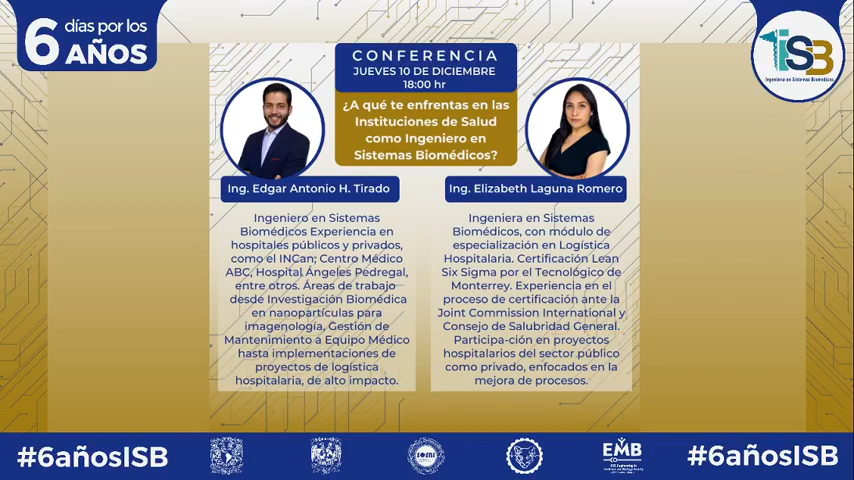 6 días por los
AÑOS
CONFERENCIA
JUEVES 10 DE DICIEMBRE
18:00 hr
¿A qué te enfrentas en las
Instituciones de Salud
como Ingeniero en
Sistemas Biomédicos?
iSB
Ingeniería en Sistemas Biomédicos
Ing. Edgar Antonio H. Tirado
Ingeniero en Sistemas
Biomédicos Experiencia en
hospitales públicos y privados,
como el INCan; Centro Médico
ABC, Hospital Ángeles Pedregal,
entre otros. Áreas de trabajo
desde Investigación Biomédica
en nanopartículas para
imagenología, Gestión de
Mantenimiento a Equipo Médico
hasta implementaciones de
proyectos de logística
hospitalaria, de alto impacto.
Ing. Elizabeth Laguna Romero
Ingeniera en Sistemas
Biomédicos, con módulo de
especialización en Logística
Hospitalaria. Certificación Lean
Six Sigma por el Tecnológico de
Monterrey. Experiencia en el
proceso de certificación ante la
Joint Commission International y
Consejo de Salubridad General.
Participa-ción en proyectos
hospitalarios del sector público
como privado, enfocados en la
mejora de procesos.
#6añosISB
EMB
#6añosISB